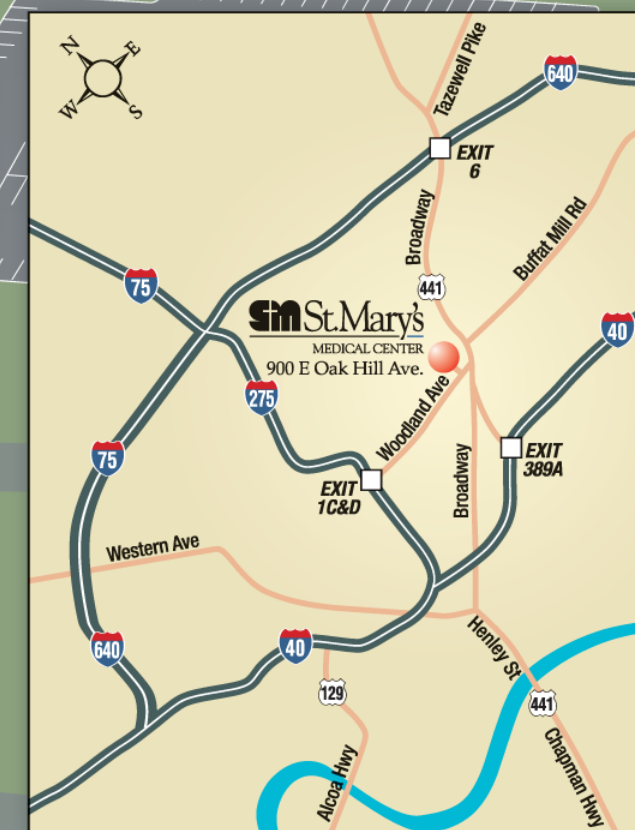 N
E
W
S
Tazewell Pike
640
EXIT
6
Broadway
Buffat Mill Rd
75
441
St.Mary's
MEDICAL CENTER
900 E Oak Hill Ave.
40
275
Woodland Ave
75
EXIT
389A
Broadway
EXIT
1C&D
Western Ave
640
40
Henley St
129
441
Alcoa Hwy
Chapman Hwy